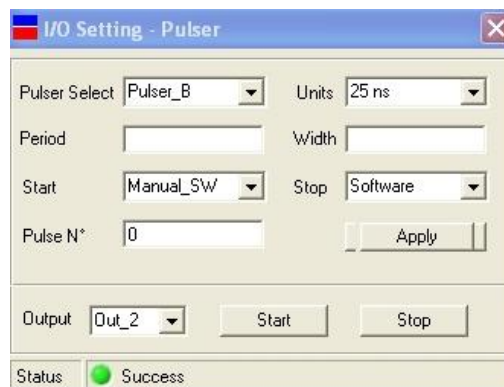 I/O Setting - Pulser
Pulser Select Pulser_B Units 25 ns
Period Width
Start Manual_SW Stop Software
Pulse N° 0 Apply
Output Out_2 Start Stop
Status Success